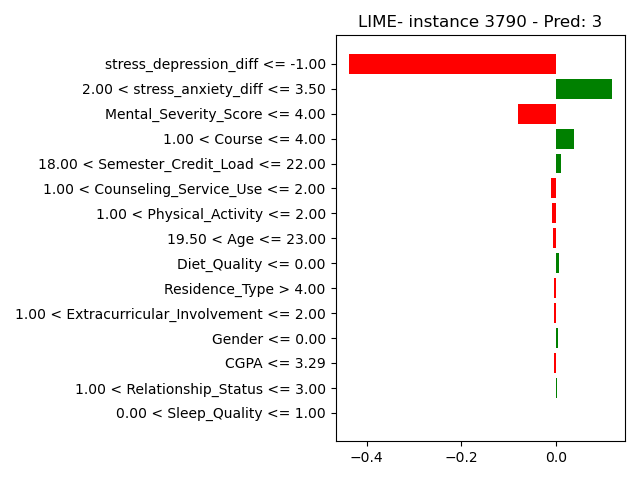 LIME- instance 3790 - Pred: 3
stress_depression_diff <= -1.00
2.00 < stress_anxiety_diff <= 3.50
Mental_Severity_Score <= 4.00
1.00 < Course <= 4.00
18.00 < Semester_Credit_Load <= 22.00
1.00 < Counseling_Service_Use <= 2.00
1.00 < Physical_Activity <= 2.00
19.50 < Age <= 23.00
Diet_Quality <= 0.00
Residence_Type > 4.00
1.00 < Extracurricular_Involvement <= 2.00
Gender <= 0.00
CGPA <= 3.29
1.00 < Relationship_Status <= 3.00
0.00 < Sleep_Quality <= 1.00
−0.4 −0.2 0.0